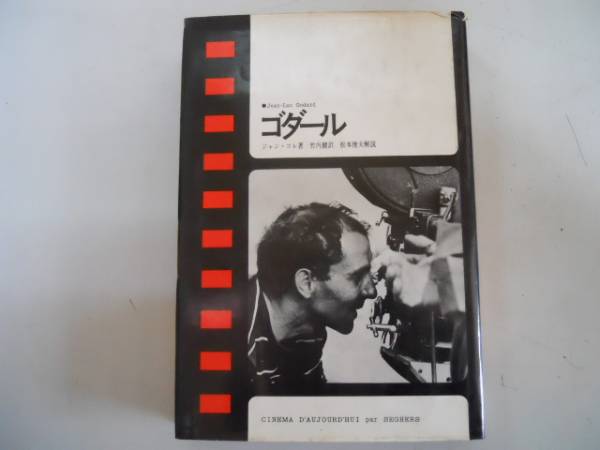 ●Jean-Luc Godard
ゴダール
ジャン・コレ著 竹内健訳 松本俊夫解説
CINEMA D'AUJOURD'HUI par SEGHERS